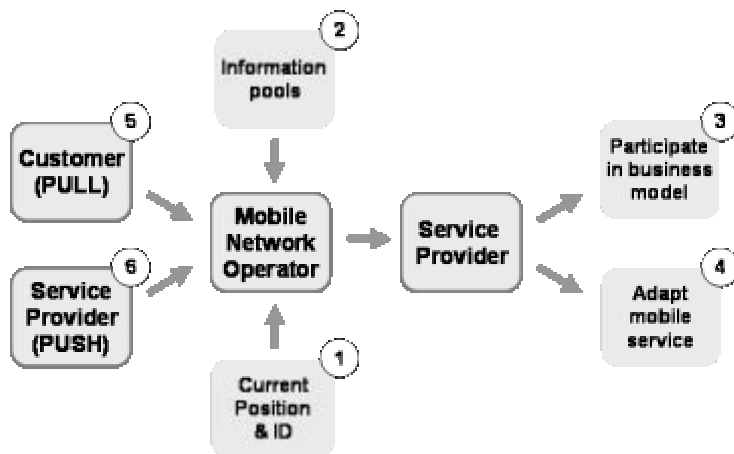 2
Information
pools
5
Customer
(PULL)
3
Participate
in business
model
Mobile
Network
Operator
Service
Provider
6
Service
Provider
(PUSH)
4
Adapt
mobile
service
1
Current
Position
& ID